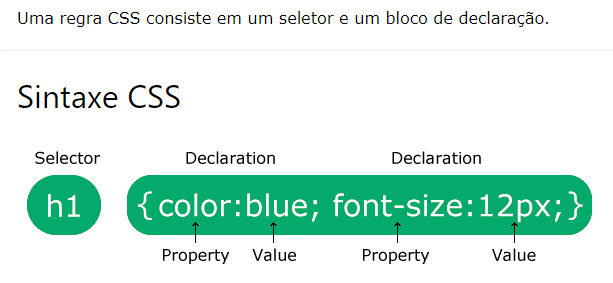 Uma regra CSS consiste em um seletor e um bloco de declaração.
Sintaxe CSS
Selector Declaration Declaration
h1 {color:blue; font-size:12px;}
Property Value Property Value